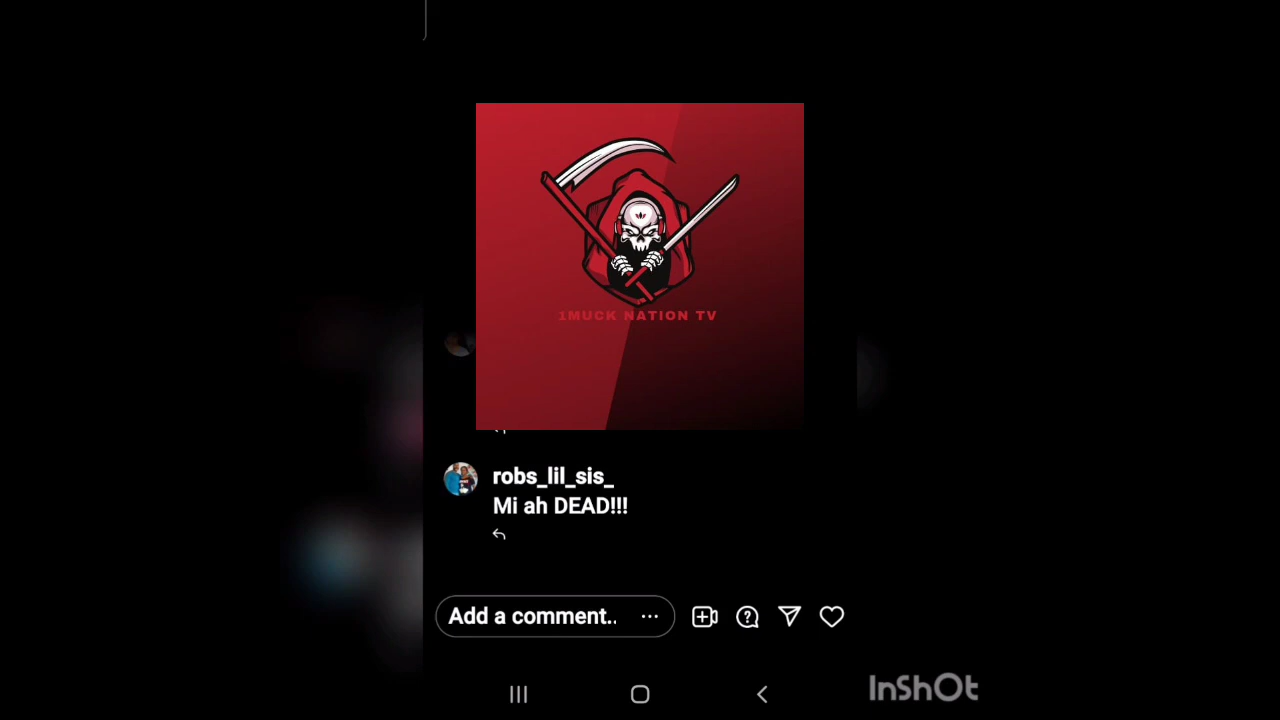 1MUCK NATION TV
robs_lil_sis_
Mi ah DEAD!!!
Add a comment..
InShOt